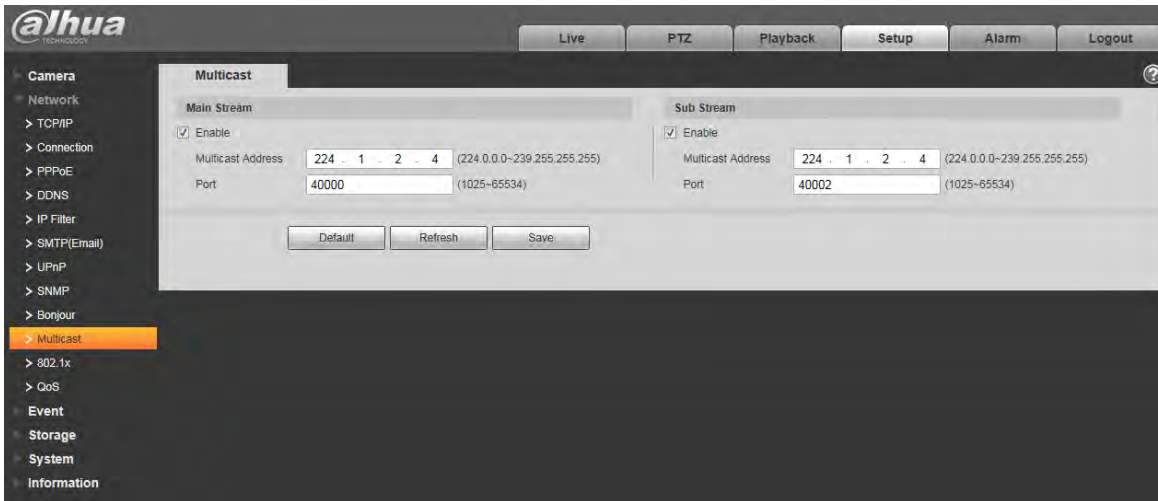 alhua
TECHNOLOGY
Live PTZ Playback Setup Alarm Logout
Camera
Network
> TCP/IP
> Connection
> PPPoE
> DDNS
> IP Filter
> SMTP(Email)
> UPnP
> SNMP
> Bonjour
> Multicast
> 802.1x
> QoS
Event
Storage
System
Information
Multicast
?
Main Stream
Enable
Multicast Address 224 . 1 . 2 . 4 (224.0.0.0~239.255.255.255)
Port 40000 (1025~65534)
Sub Stream
Enable
Multicast Address 224 . 1 . 2 . 4 (224.0.0.0~239.255.255.255)
Port 40002 (1025~65534)
Default Refresh Save